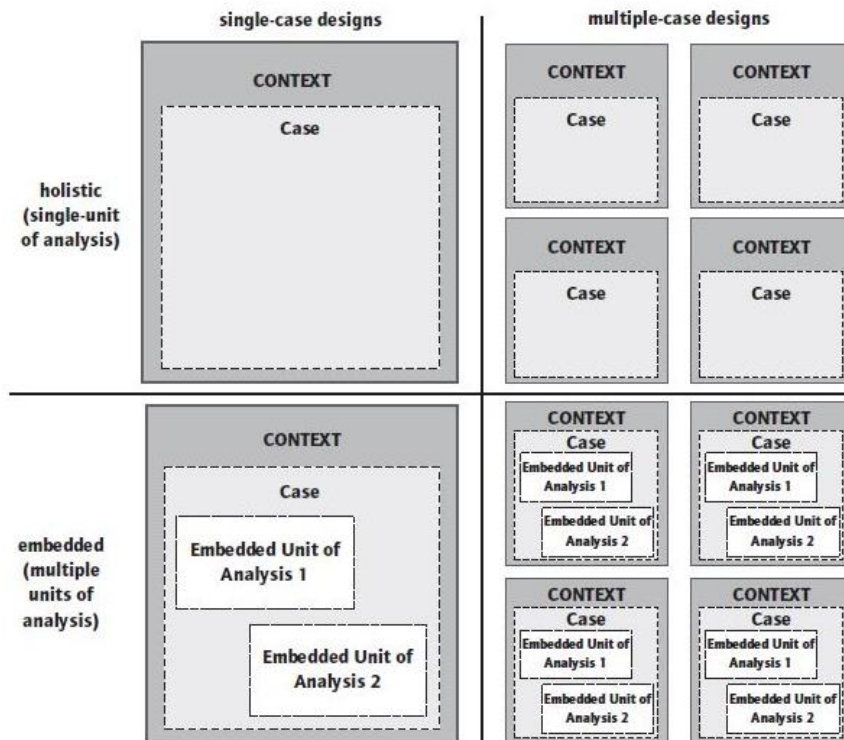 single-case designs
multiple-case designs
CONTEXT
Case
holistic
(single-unit
of analysis)
CONTEXT
Case
CONTEXT
Case
CONTEXT
Case
CONTEXT
Case
embedded
(multiple
units of
analysis)
CONTEXT
Case
Embedded Unit of
Analysis 1
Embedded Unit of
Analysis 2
CONTEXT
Case
Embedded Unit of
Analysis 1
Embedded Unit of
Analysis 2
CONTEXT
Case
Embedded Unit of
Analysis 1
Embedded Unit of
Analysis 2
CONTEXT
Case
Embedded Unit of
Analysis 1
Embedded Unit of
Analysis 2
CONTEXT
Case
Embedded Unit of
Analysis 1
Embedded Unit of
Analysis 2